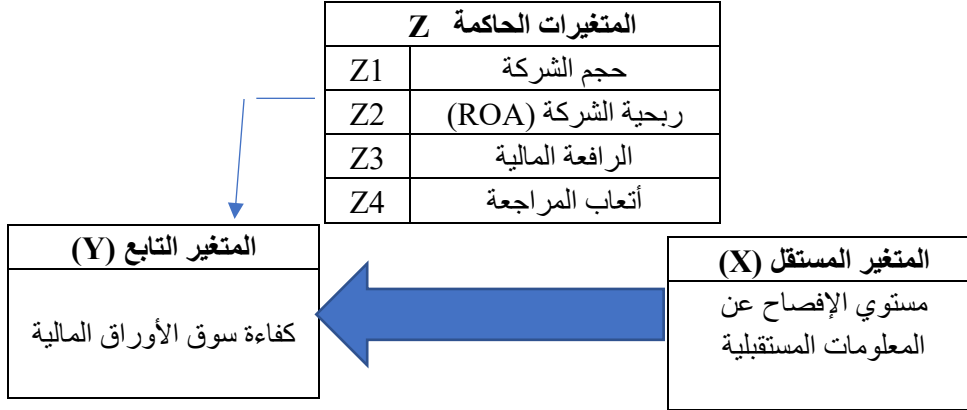 المتغيرات الحاكمة Z
حجم الشركة Z1
ربحية الشركة (ROA) Z2
الرافعة المالية Z3
أتعاب المراجعة Z4
المتغير المستقل (X)
مستوي الإفصاح عن
المعلومات المستقبلية
المتغير التابع (Y)
كفاءة سوق الأوراق المالية